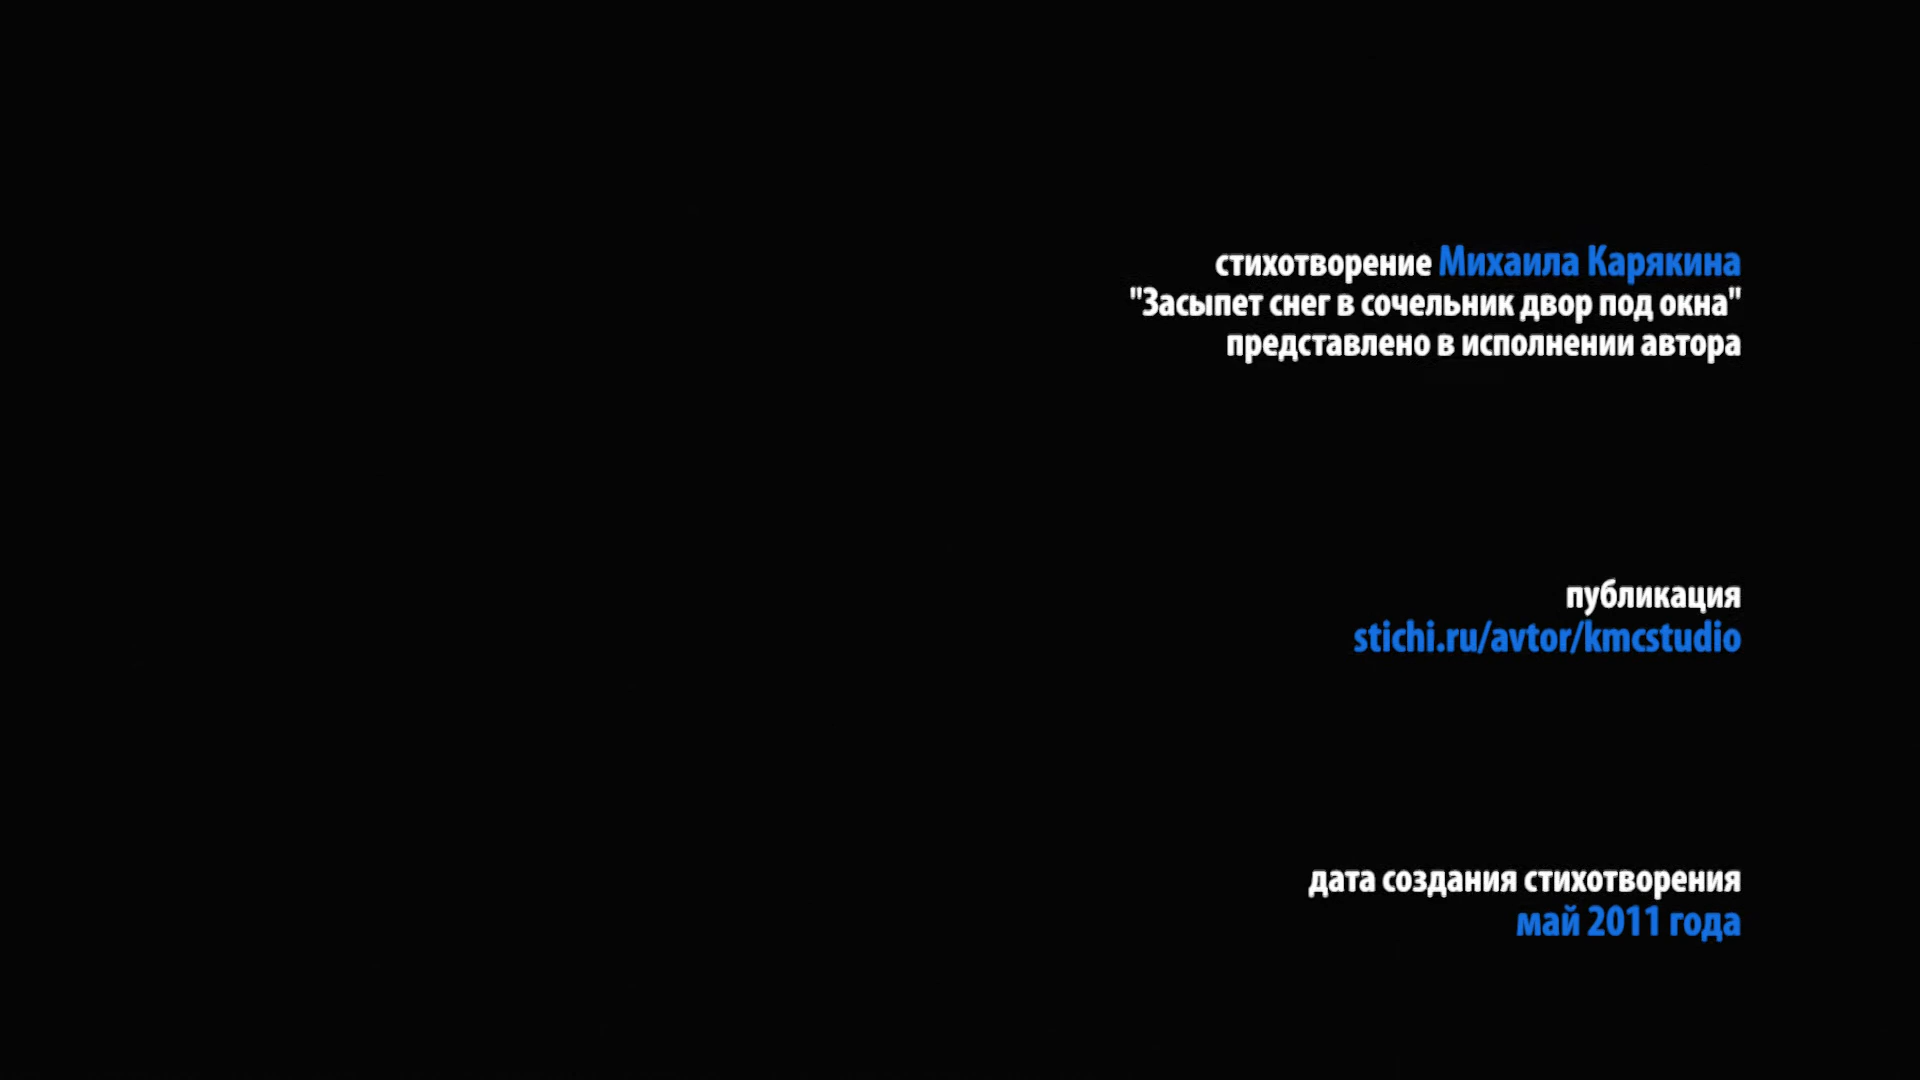 стихотворение Михаила Карякина
"Засыпет снег в сочельник двор под окна"
представлено в исполнении автора
публикация
stichi.ru/avtor/kmcstudio
дата создания стихотворения
май 2011 года